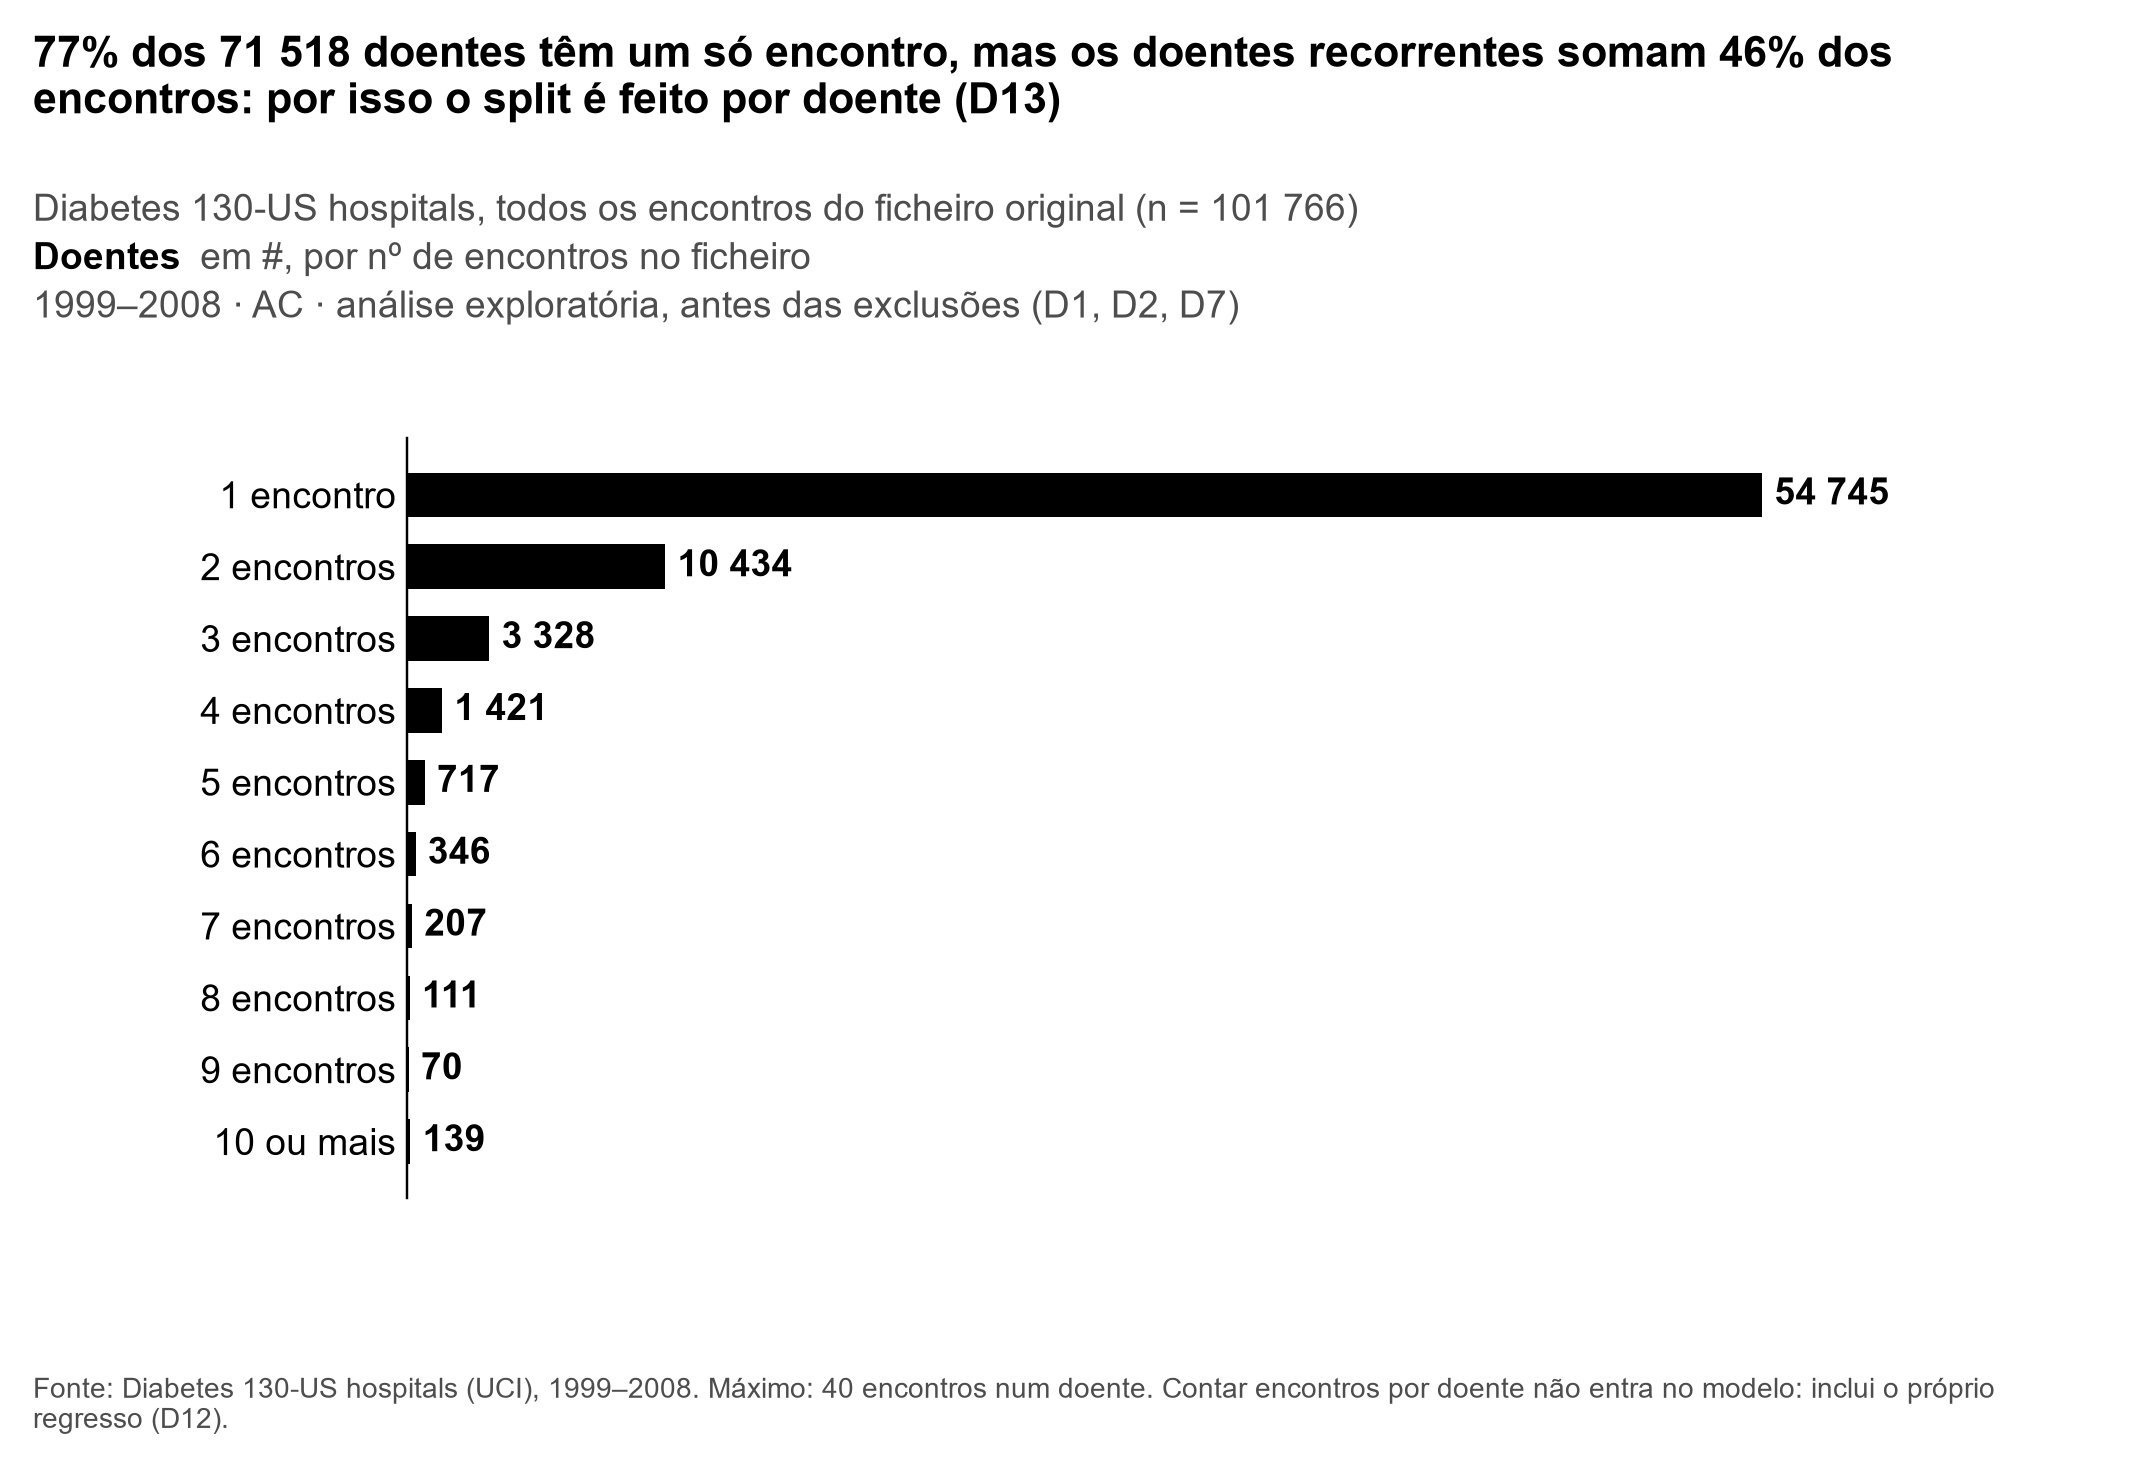 77% dos 71 518 doentes têm um só encontro, mas os doentes recorrentes somam 46% dos
encontros: por isso o split é feito por doente (D13)
Diabetes 130-US hospitals, todos os encontros do ficheiro original (n = 101 766)
Doentes em #, por nº de encontros no ficheiro
1999–2008 · AC · análise exploratória, antes das exclusões (D1, D2, D7)
1 encontro 54 745
2 encontros 10 434
3 encontros 3 328
4 encontros 1 421
5 encontros 717
6 encontros 346
7 encontros 207
8 encontros 111
9 encontros 70
10 ou mais 139
Fonte: Diabetes 130-US hospitals (UCI), 1999–2008. Máximo: 40 encontros num doente. Contar encontros por doente não entra no modelo: inclui o próprio
regresso (D12).